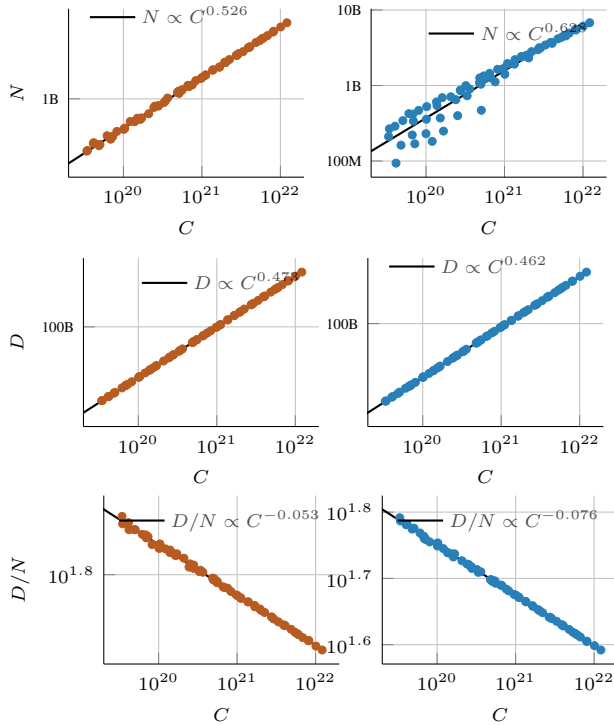 N ∝ C^0.526
N ∝ C^0.628
10B
1B
1B
100M
N
10^20 10^21 10^22
10^20 10^21 10^22
C
C
D ∝ C^0.473
D ∝ C^0.462
100B
100B
D
10^20 10^21 10^22
10^20 10^21 10^22
C
C
D/N ∝ C^−0.053
D/N ∝ C^−0.076
10^1.8
10^1.8
10^1.7
10^1.6
D/N
10^20 10^21 10^22
10^20 10^21 10^22
C
C